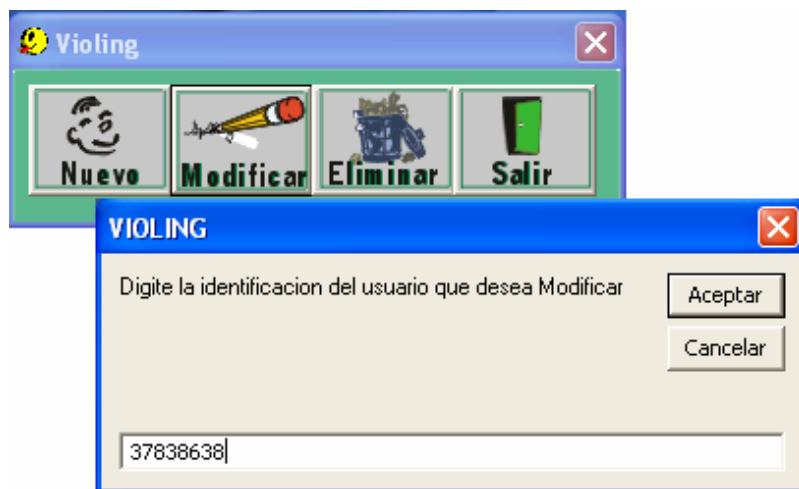 Violing
Nuevo Modificar Eliminar Salir
VIOLING
Digite la identificacion del usuario que desea Modificar
Aceptar
Cancelar
37838638